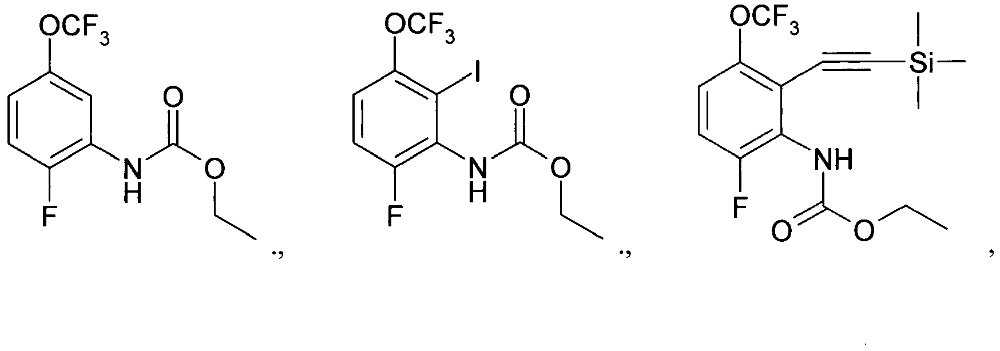 OCF3 OCF3 OCF3
I Si
O O
N H O N H O NH
F F F
O O
., ., ,